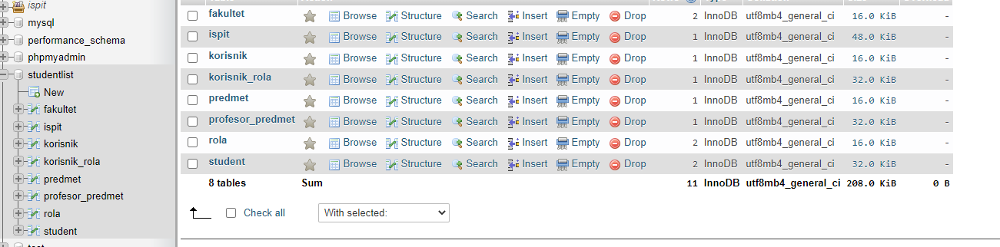 ispit
mysql
performance_schema
phpmyadmin
studentlist
New
fakultet
ispit
korisnik
korisnik_rola
predmet
profesor_predmet
rola
student
fakultet Browse Structure Search Insert Empty Drop 2 InnoDB utf8mb4_general_ci 16.0 KiB -
ispit Browse Structure Search Insert Empty Drop 1 InnoDB utf8mb4_general_ci 48.0 KiB -
korisnik Browse Structure Search Insert Empty Drop 1 InnoDB utf8mb4_general_ci 16.0 KiB -
korisnik_rola Browse Structure Search Insert Empty Drop 1 InnoDB utf8mb4_general_ci 32.0 KiB -
predmet Browse Structure Search Insert Empty Drop 1 InnoDB utf8mb4_general_ci 16.0 KiB -
profesor_predmet Browse Structure Search Insert Empty Drop 1 InnoDB utf8mb4_general_ci 32.0 KiB -
rola Browse Structure Search Insert Empty Drop 2 InnoDB utf8mb4_general_ci 16.0 KiB -
student Browse Structure Search Insert Empty Drop 2 InnoDB utf8mb4_general_ci 32.0 KiB -
8 tables Sum 11 InnoDB utf8mb4_general_ci 208.0 KiB 0 B
Check all With selected: